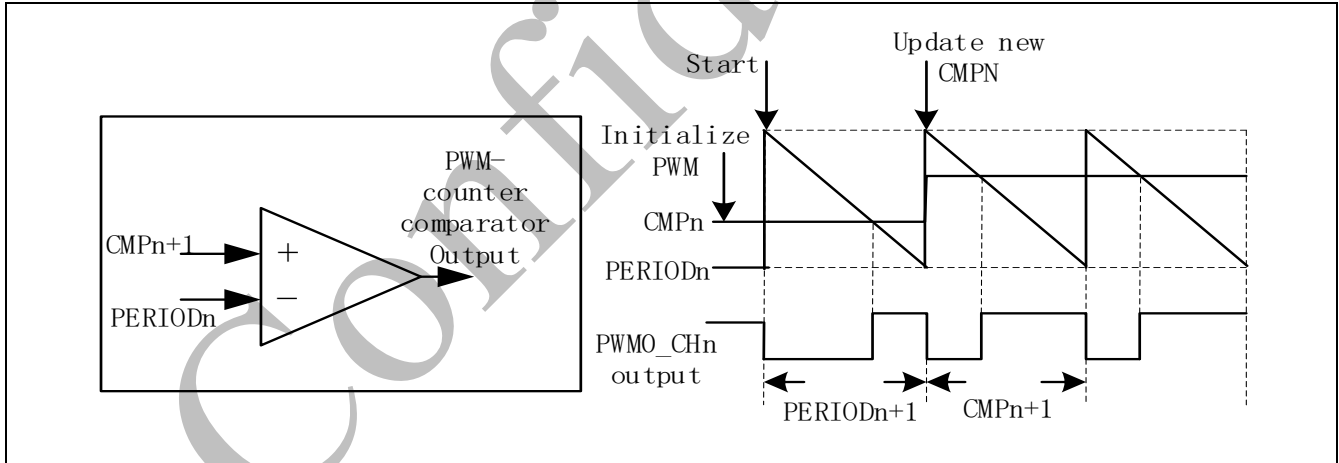 Confid
CMPn+1
PERIODn
+
−
PWM-
counter
comparator
Output
Start
Update new
CMPN
Initialize
PWM
CMPn
PERIODn
PWM0_CHn
output
PERIODn+1
CMPn+1